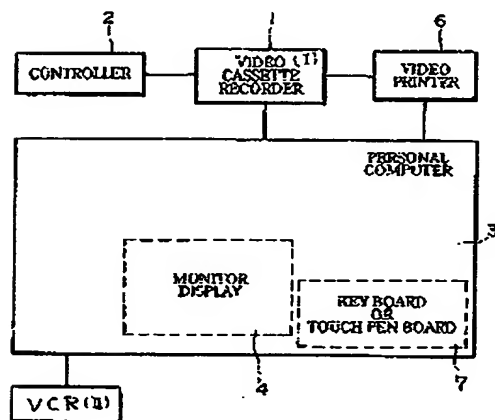 2
1
6
CONTROLLER
VIDEO (I)
CASSETTE
RECORDER
VIDEO
PRINTER
PERSONAL
COMPUTER
3
MONITOR
DISPLAY
KEY BOARD
OR
TOUCH PEN BOARD
4
7
VCR (II)